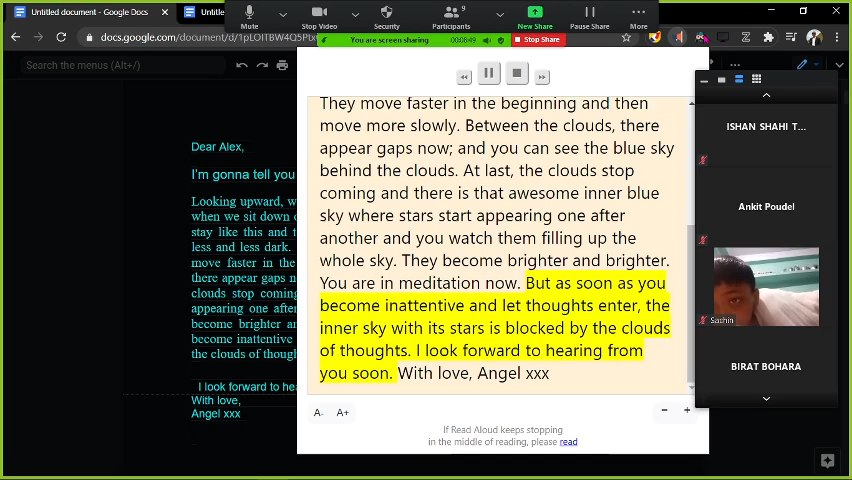 Untitled document - Google Docs
Untitled
Mute
Stop Video
Security
9
Participants
New Share
Pause Share
More
You are screen sharing
00:06:49
Stop Share
docs.google.com/document/d/1pLOITBW4Q5Px
Search the menus (Alt+/)
Dear Alex,
I'm gonna tell you
Looking upward, w
when we sit down o
stay like this and t
less and less dark.
move faster in the
there appear gaps n
clouds stop coming
appearing one after
become brighter an
become inattentive
the clouds of though
I look forward to hea
With love,
Angel xxx
They move faster in the beginning and then
move more slowly. Between the clouds, there
appear gaps now; and you can see the blue sky
behind the clouds. At last, the clouds stop
coming and there is that awesome inner blue
sky where stars start appearing one after
another and you watch them filling up the
whole sky. They become brighter and brighter.
You are in meditation now. But as soon as you
become inattentive and let thoughts enter, the
inner sky with its stars is blocked by the clouds
of thoughts. I look forward to hearing from
you soon. With love, Angel xxx
A- A+
If Read Aloud keeps stopping
in the middle of reading, please read
ISHAN SHAHI T...
Ankit Poudel
Sachin
BIRAT BOHARA